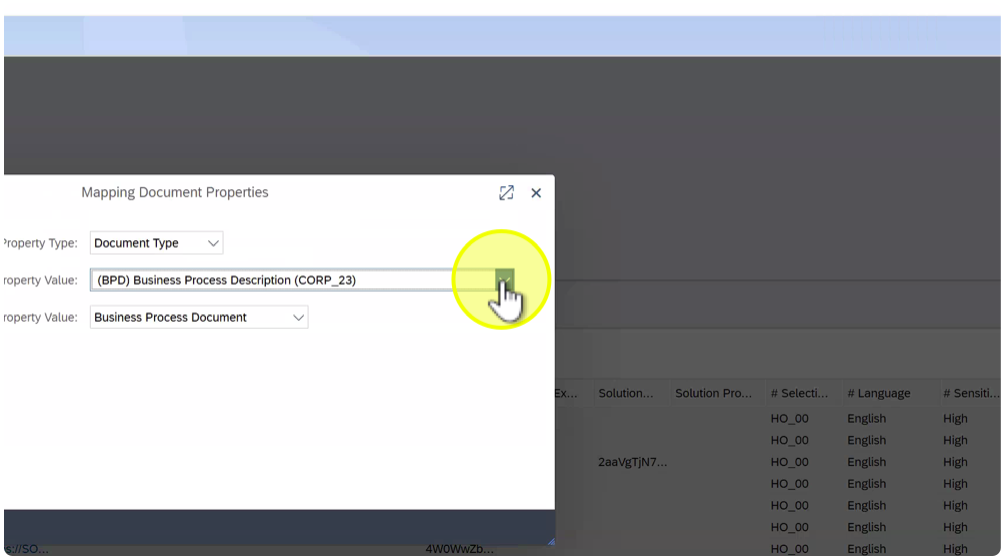 Mapping Document Properties
Property Type: Document Type
roperty Value: (BPD) Business Process Description (CORP_23)
roperty Value: Business Process Document
Ex... Solution... Solution Pro... # Selecti... # Language # Sensiti...
HO_00 English High
HO_00 English High
2aaVgTjN7... HO_00 English High
HO_00 English High
HO_00 English High
HO_00 English High
s://SO... 4W0WwZb... HO_00 English High